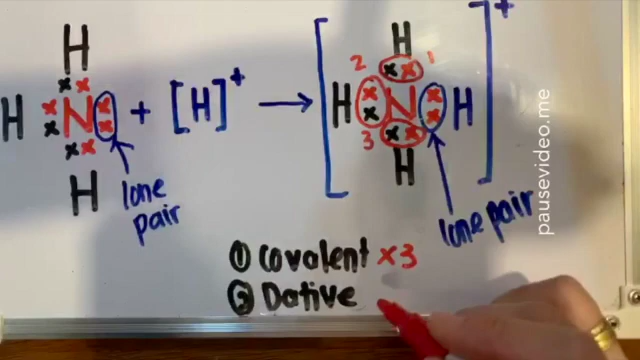 H
H
N + [H]+ → [H N H]+
H
H
lone
pair
1
2
3
lone pair
① Covalent ×3
② Dative
pausevideo.me